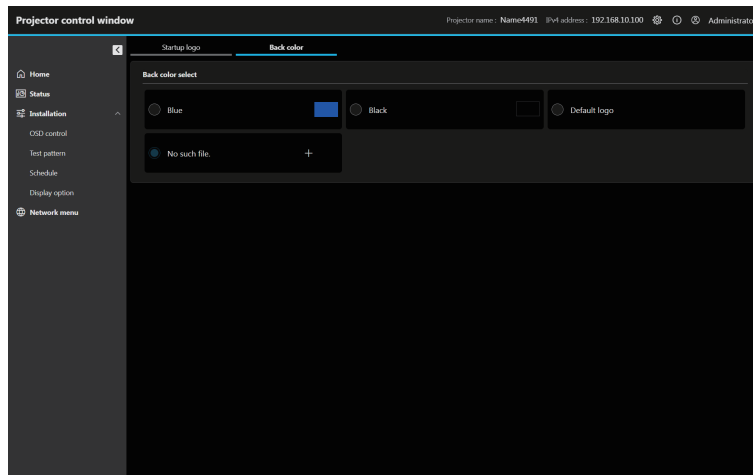 Projector control window
Projector name : Name4491 IPv4 address : 192.168.10.100 Administrato
Startup logo Back color
Home
Status
Installation
OSD control
Test pattern
Schedule
Display option
Network menu
Back color select
Blue Black Default logo
No such file. +